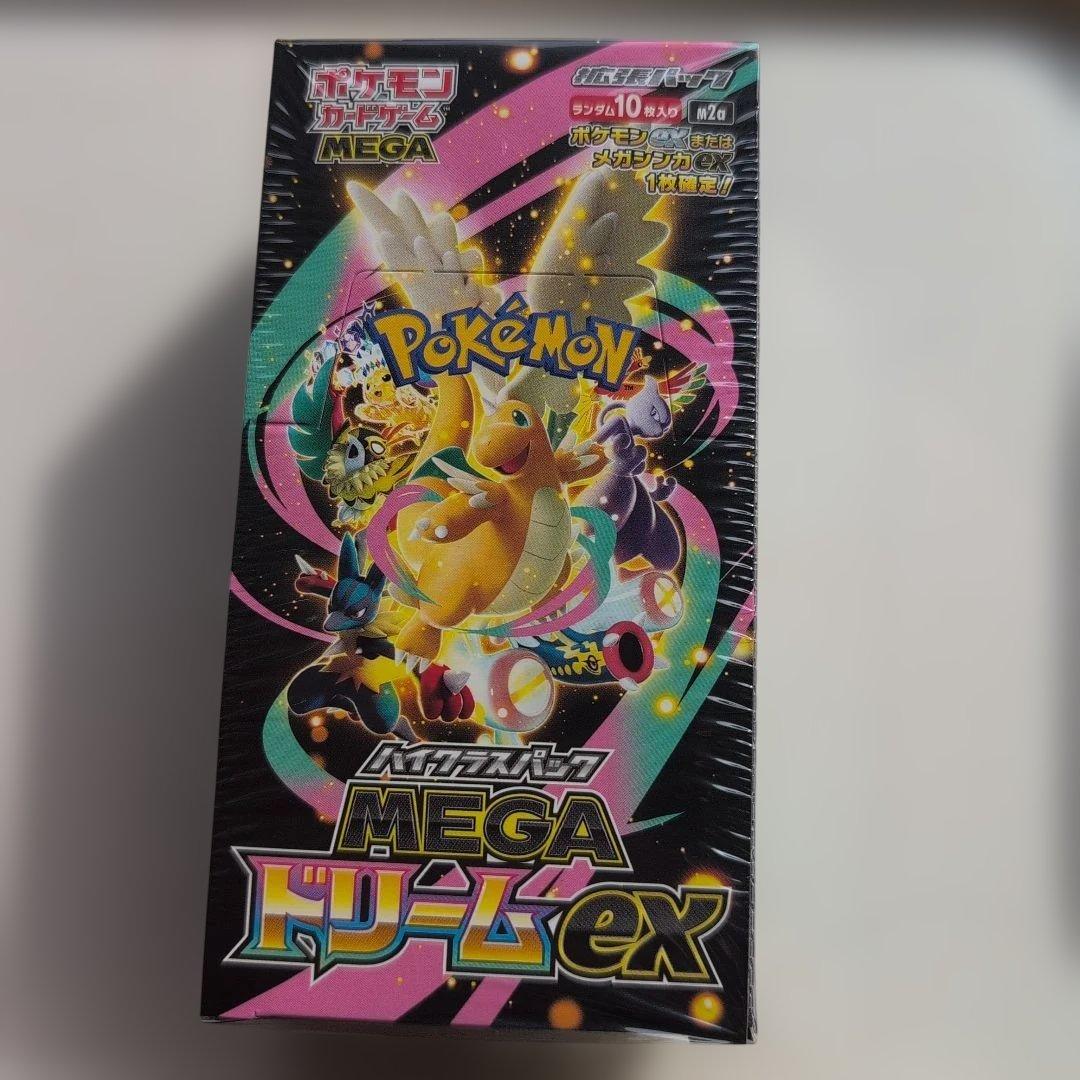 ポケモン
カードゲーム™
MEGA
拡張パック
ランダム10枚入り m2a
ポケモンexまたは
メガシンカex
1枚確定!
POKéMON™
ハイクラスパック
MEGA
ドリームex